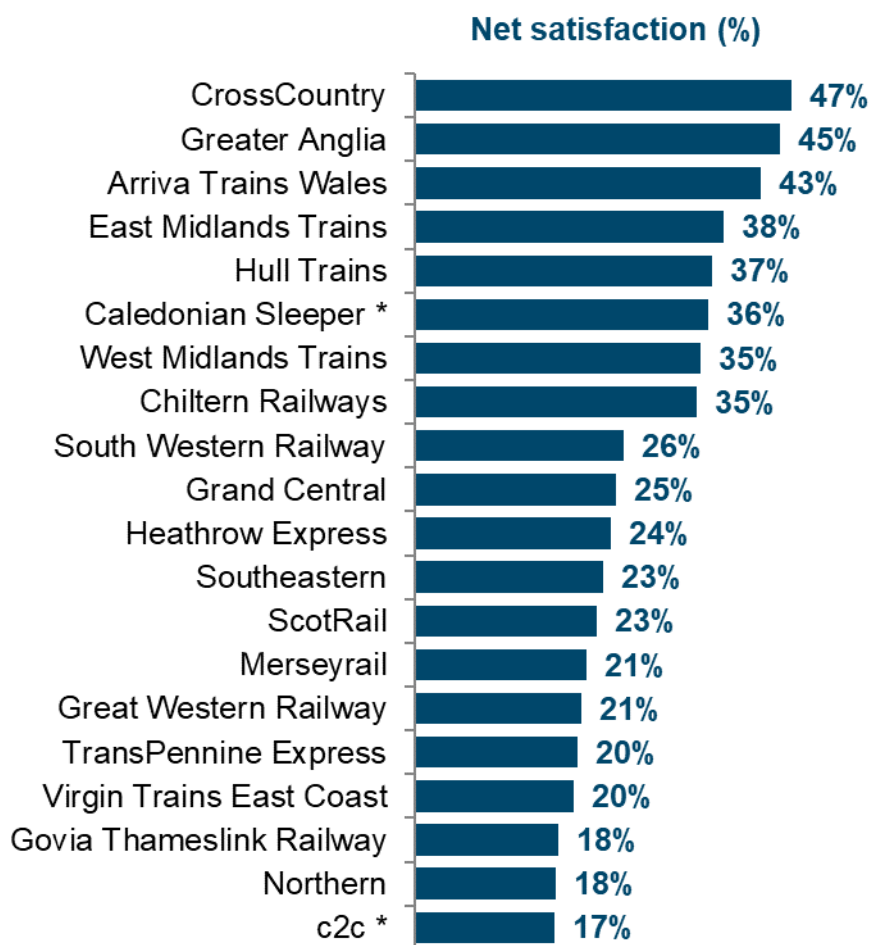 Net satisfaction (%)
CrossCountry 47%
Greater Anglia 45%
Arriva Trains Wales 43%
East Midlands Trains 38%
Hull Trains 37%
Caledonian Sleeper * 36%
West Midlands Trains 35%
Chiltern Railways 35%
South Western Railway 26%
Grand Central 25%
Heathrow Express 24%
Southeastern 23%
ScotRail 23%
Merseyrail 21%
Great Western Railway 21%
TransPennine Express 20%
Virgin Trains East Coast 20%
Govia Thameslink Railway 18%
Northern 18%
c2c * 17%